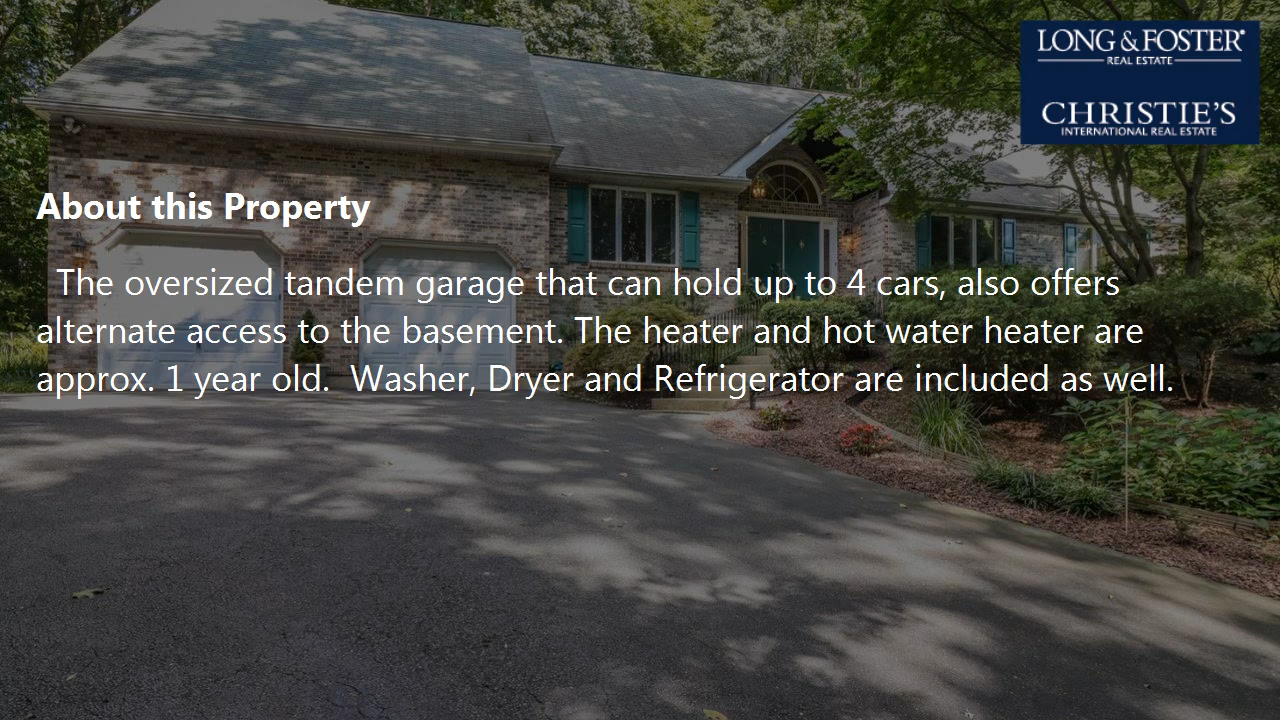 LONG & FOSTER®
REAL ESTATE
CHRISTIE'S
INTERNATIONAL REAL ESTATE
About this Property
The oversized tandem garage that can hold up to 4 cars, also offers
alternate access to the basement. The heater and hot water heater are
approx. 1 year old.  Washer, Dryer and Refrigerator are included as well.